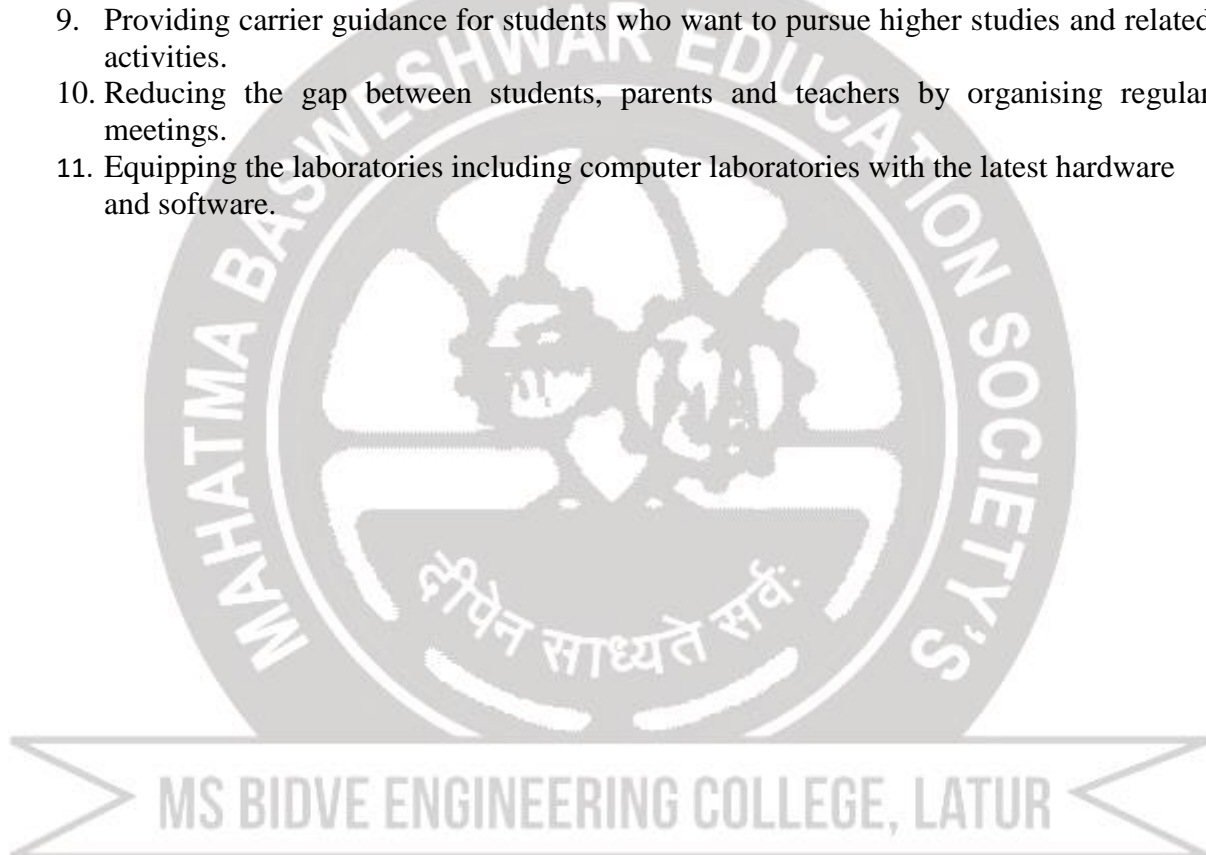 9. Providing carrier guidance for students who want to pursue higher studies and related
activities.
10. Reducing the gap between students, parents and teachers by organising regular
meetings.
11. Equipping the laboratories including computer laboratories with the latest hardware
and software.
MAHATMA BASWESHWAR EDUCATION SOCIETY'S
दीपेन साध्यते सर्वः
MS BIDVE ENGINEERING COLLEGE, LATUR